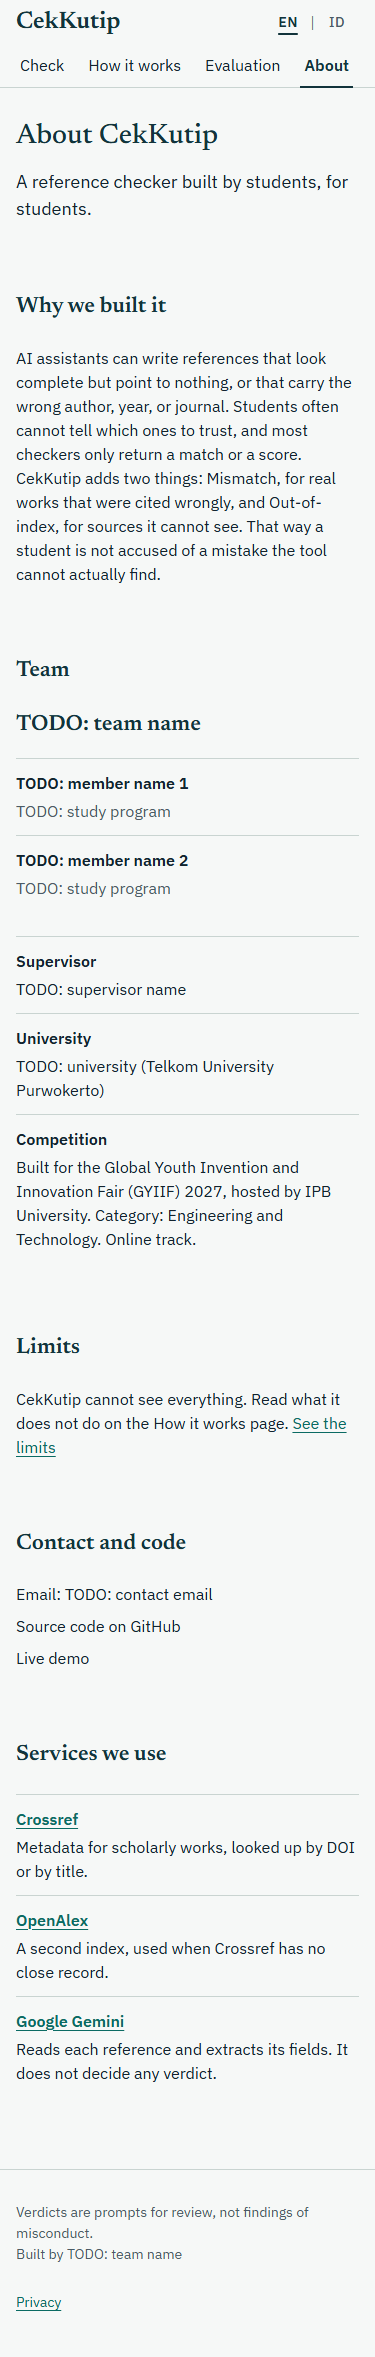 CekKutip
EN | ID
Check How it works Evaluation About
About CekKutip
A reference checker built by students, for
students.
Why we built it
AI assistants can write references that look
complete but point to nothing, or that carry the
wrong author, year, or journal. Students often
cannot tell which ones to trust, and most
checkers only return a match or a score.
CekKutip adds two things: Mismatch, for real
works that were cited wrongly, and Out-of-
index, for sources it cannot see. That way a
student is not accused of a mistake the tool
cannot actually find.
Team
TODO: team name
TODO: member name 1
TODO: study program
TODO: member name 2
TODO: study program
Supervisor
TODO: supervisor name
University
TODO: university (Telkom University
Purwokerto)
Competition
Built for the Global Youth Invention and
Innovation Fair (GYIIF) 2027, hosted by IPB
University. Category: Engineering and
Technology. Online track.
Limits
CekKutip cannot see everything. Read what it
does not do on the How it works page. See the
limits
Contact and code
Email: TODO: contact email
Source code on GitHub
Live demo
Services we use
Crossref
Metadata for scholarly works, looked up by DOI
or by title.
OpenAlex
A second index, used when Crossref has no
close record.
Google Gemini
Reads each reference and extracts its fields. It
does not decide any verdict.
Verdicts are prompts for review, not findings of
misconduct.
Built by TODO: team name
Privacy